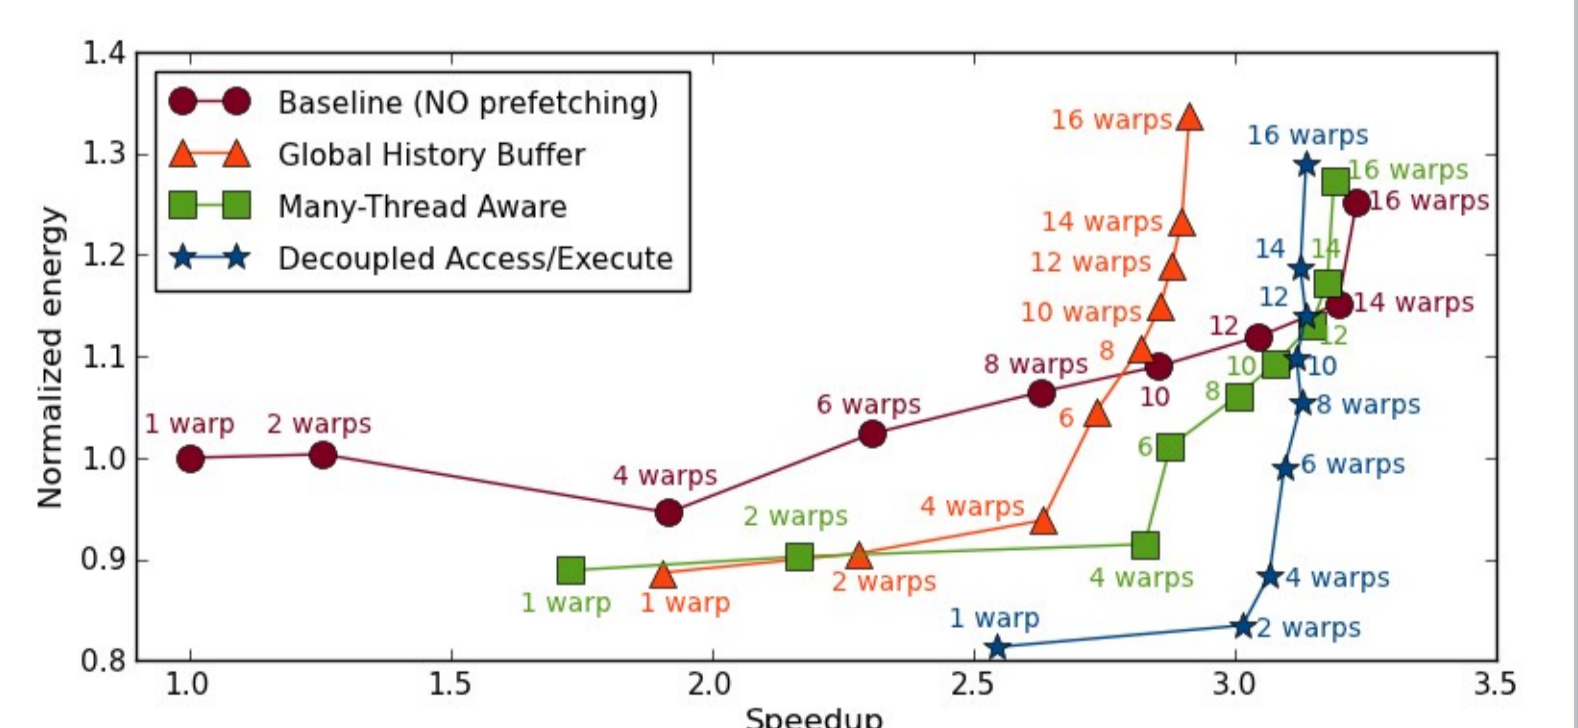 1.4
1.3
1.2
1.1
1.0
0.9
0.8
Normalized energy
Baseline (NO prefetching)
Global History Buffer
Many-Thread Aware
Decoupled Access/Execute
16 warps
14 warps
12 warps
10 warps
8
6
4 warps
2 warps
1 warp
16 warps
14
12
10
8 warps
6 warps
4 warps
2 warps
1 warp
16 warps
14
12
10
8
6
4 warps
2 warps
1 warp
16 warps
14 warps
12
10
8 warps
6 warps
4 warps
2 warps
1 warp
1.0
1.5
2.0
2.5
3.0
3.5
Speedup